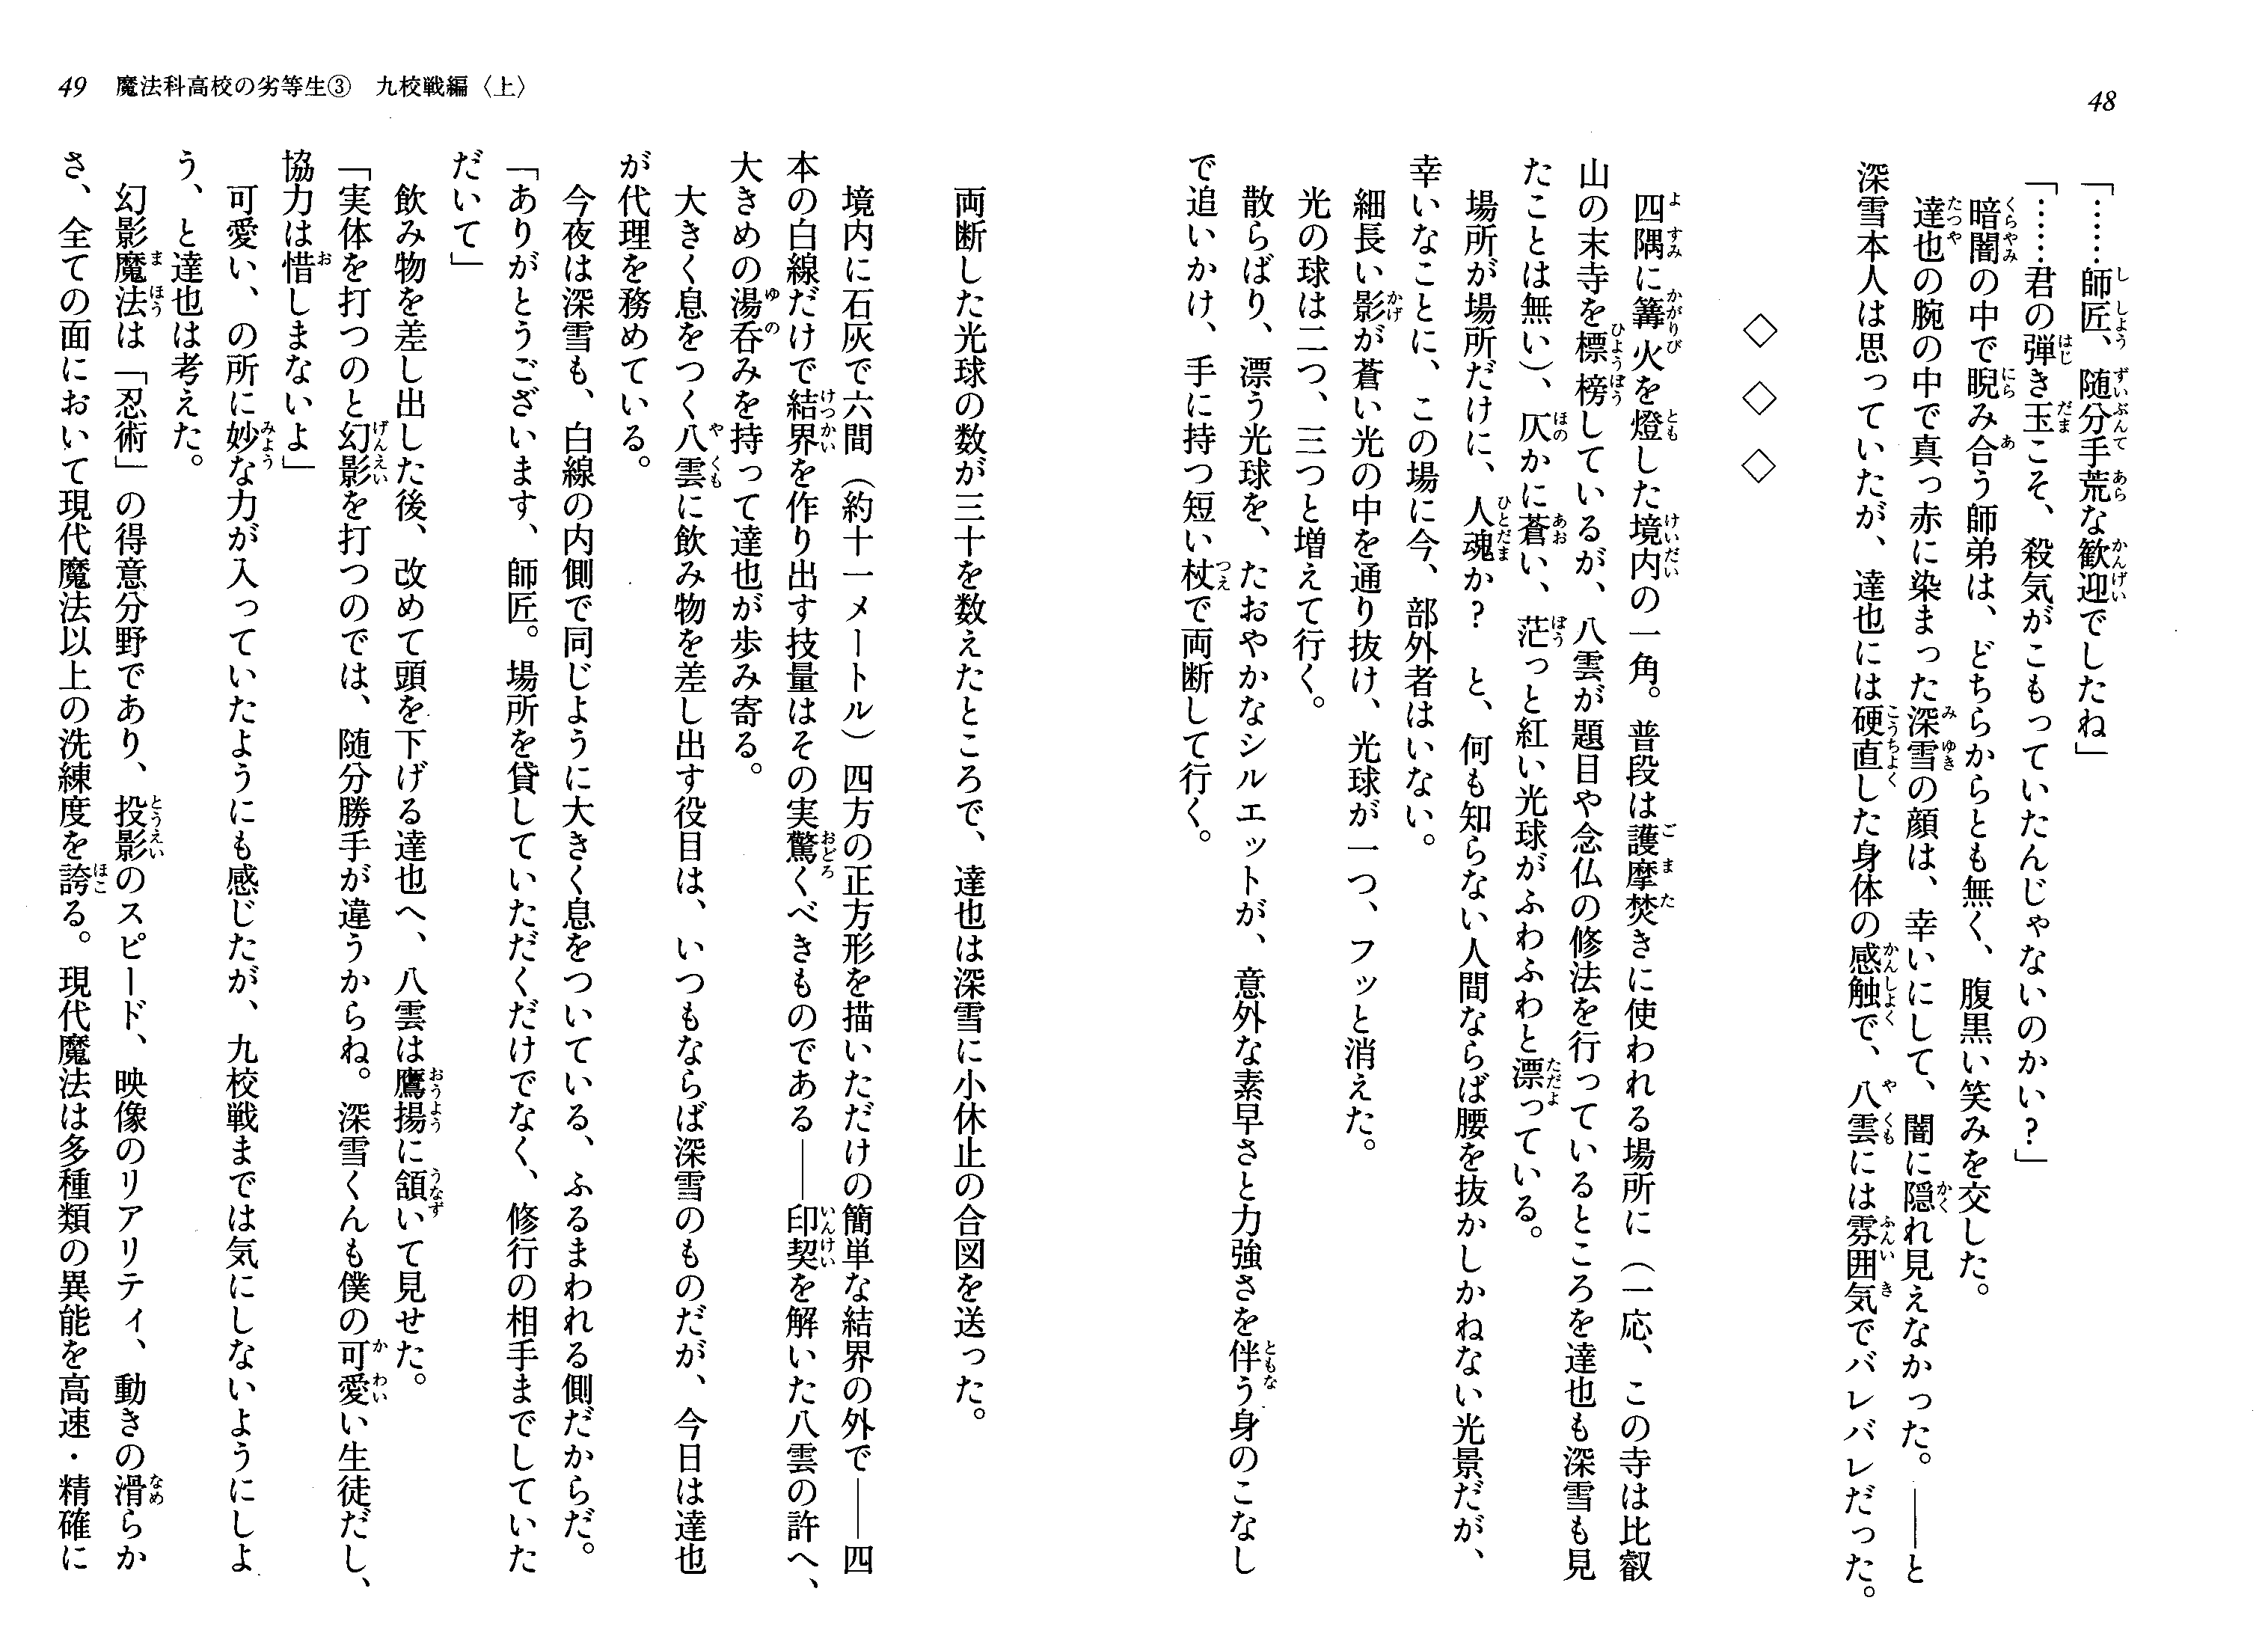 48
「……師匠、随分手荒な歓迎でしたね」
「……君の弾き玉こそ、殺気がこもっていたんじゃないのかい?」
暗闇の中で睨み合う師弟は、どちらからとも無く、腹黒い笑みを交した。
達也の腕の中で真っ赤に染まった深雪の顔は、幸いにして、闇に隠れ見えなかった。――と
深雪本人は思っていたが、達也には硬直した身体の感触で、八雲には雰囲気でバレバレだった。
◇ ◇ ◇
四隅に篝火を燈した境内の一角。普段は護摩焚きに使われる場所に(一応、この寺は比叡
山の末寺を標榜しているが、八雲が題目や念仏の修法を行っているところを達也も深雪も見
たことは無い)、仄かに蒼い、茫っと紅い光球がふわふわと漂っている。
場所が場所だけに、人魂か? と、何も知らない人間ならば腰を抜かしかねない光景だが、
幸いなことに、この場に今、部外者はいない。
細長い影が蒼い光の中を通り抜け、光球が一つ、フッと消えた。
光の球は二つ、三つと増えて行く。
散らばり、漂う光球を、たおやかなシルエットが、意外な素早さと力強さを伴う身のこなし
で追いかけ、手に持つ短い杖で両断して行く。
49 魔法科高校の劣等生③ 九校戦編〈上〉
両断した光球の数が三十を数えたところで、達也は深雪に小休止の合図を送った。
境内に石灰で六間(約十一メートル)四方の正方形を描いただけの簡単な結界の外で――四
本の白線だけで結界を作り出す技量はその実驚くべきものである――印契を解いた八雲の許へ、
大きめの湯呑みを持って達也が歩み寄る。
大きく息をつく八雲に飲み物を差し出す役目は、いつもならば深雪のものだが、今日は達也
が代理を務めている。
今夜は深雪も、白線の内側で同じように大きく息をついている、ふるまわれる側だからだ。
「ありがとうございます、師匠。場所を貸していただくだけでなく、修行の相手までしていた
だいて」
飲み物を差し出した後、改めて頭を下げる達也へ、八雲は鷹揚に頷いて見せた。
「実体を打つのと幻影を打つのでは、随分勝手が違うからね。深雪くんも僕の可愛い生徒だし、
協力は惜しまないよ」
可愛い、の所に妙な力が入っていたようにも感じたが、九校戦までは気にしないようにしよ
う、と達也は考えた。
幻影魔法は「忍術」の得意分野であり、投影のスピード、映像のリアリティ、動きの滑らか
さ、全ての面において現代魔法以上の洗練度を誇る。現代魔法は多種類の異能を高速・精確に